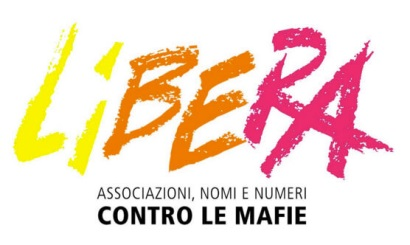 LiBERA
ASSOCIAZIONI, NOMI E NUMERI
CONTRO LE MAFIE